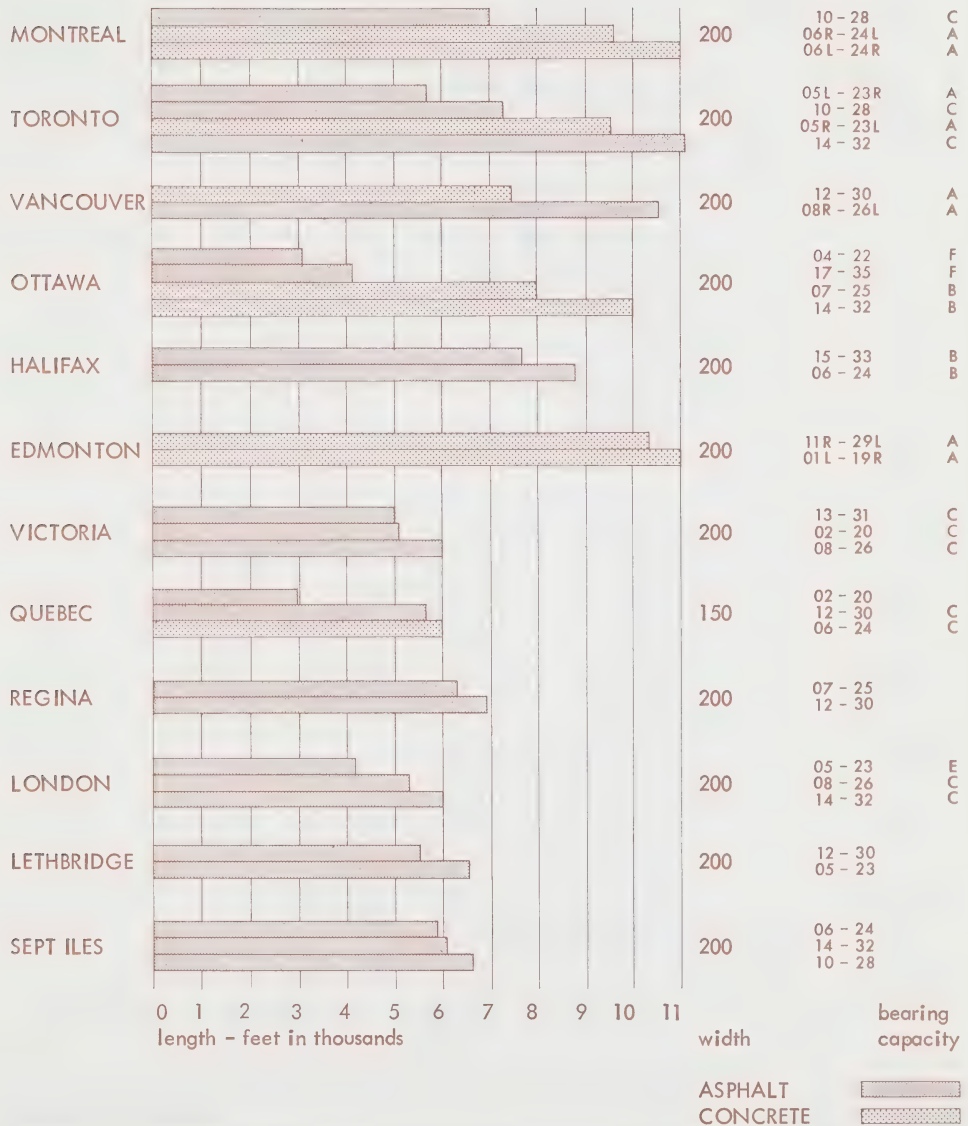 10 - 28 C
MONTREAL 200 06R - 24L A
06L - 24R A
05L - 23R A
10 - 28 C
TORONTO 200 05R - 23L A
14 - 32 C
12 - 30 A
VANCOUVER 200 08R - 26L A
04 - 22 F
17 - 35 F
OTTAWA 200 07 - 25 B
14 - 32 B
15 - 33 B
HALIFAX 200 06 - 24 B
11R - 29L A
EDMONTON 200 01L - 19R A
13 - 31 C
VICTORIA 200 02 - 20 C
08 - 26 C
02 - 20
QUEBEC 150 12 - 30 C
06 - 24 C
07 - 25
REGINA 200 12 - 30
05 - 23 E
LONDON 200 08 - 26 C
14 - 32 C
LETHBRIDGE 200 12 - 30
05 - 23
06 - 24
SEPT ILES 200 14 - 32
10 - 28
0 1 2 3 4 5 6 7 8 9 10 11
length - feet in thousands
width
bearing
capacity
ASPHALT
CONCRETE